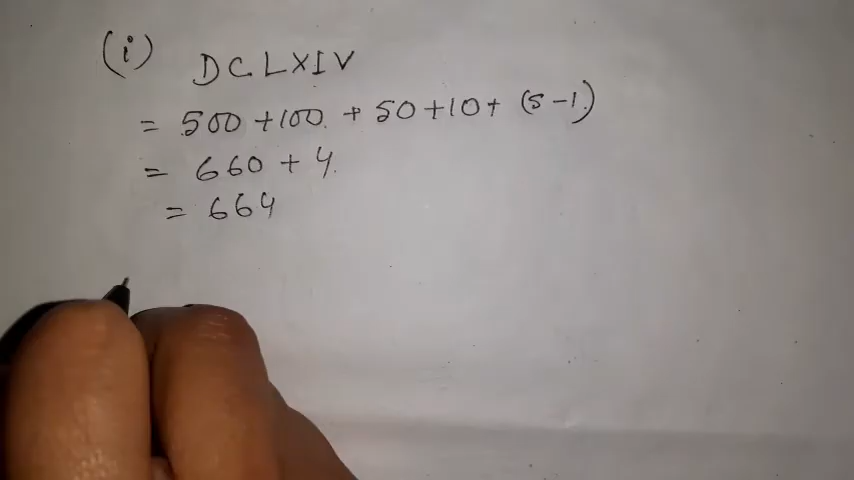 (i) DCLXIV
= 500 + 100 + 50 + 10 + (5 - 1)
= 660 + 4
= 664